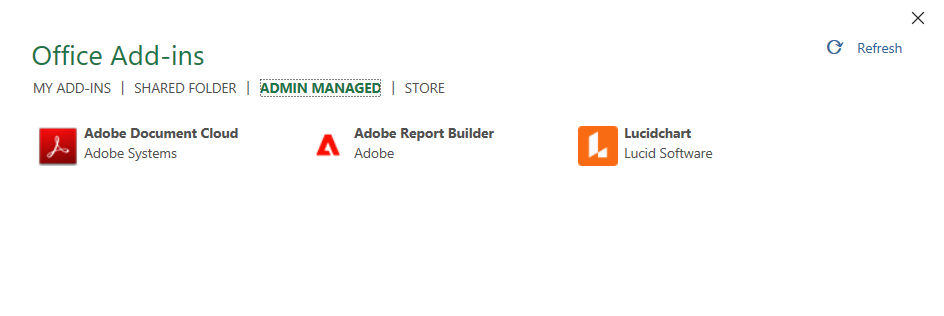 Office Add-ins
Refresh
MY ADD-INS | SHARED FOLDER | ADMIN MANAGED | STORE
Adobe Document Cloud
Adobe Systems
Adobe Report Builder
Adobe
Lucidchart
Lucid Software